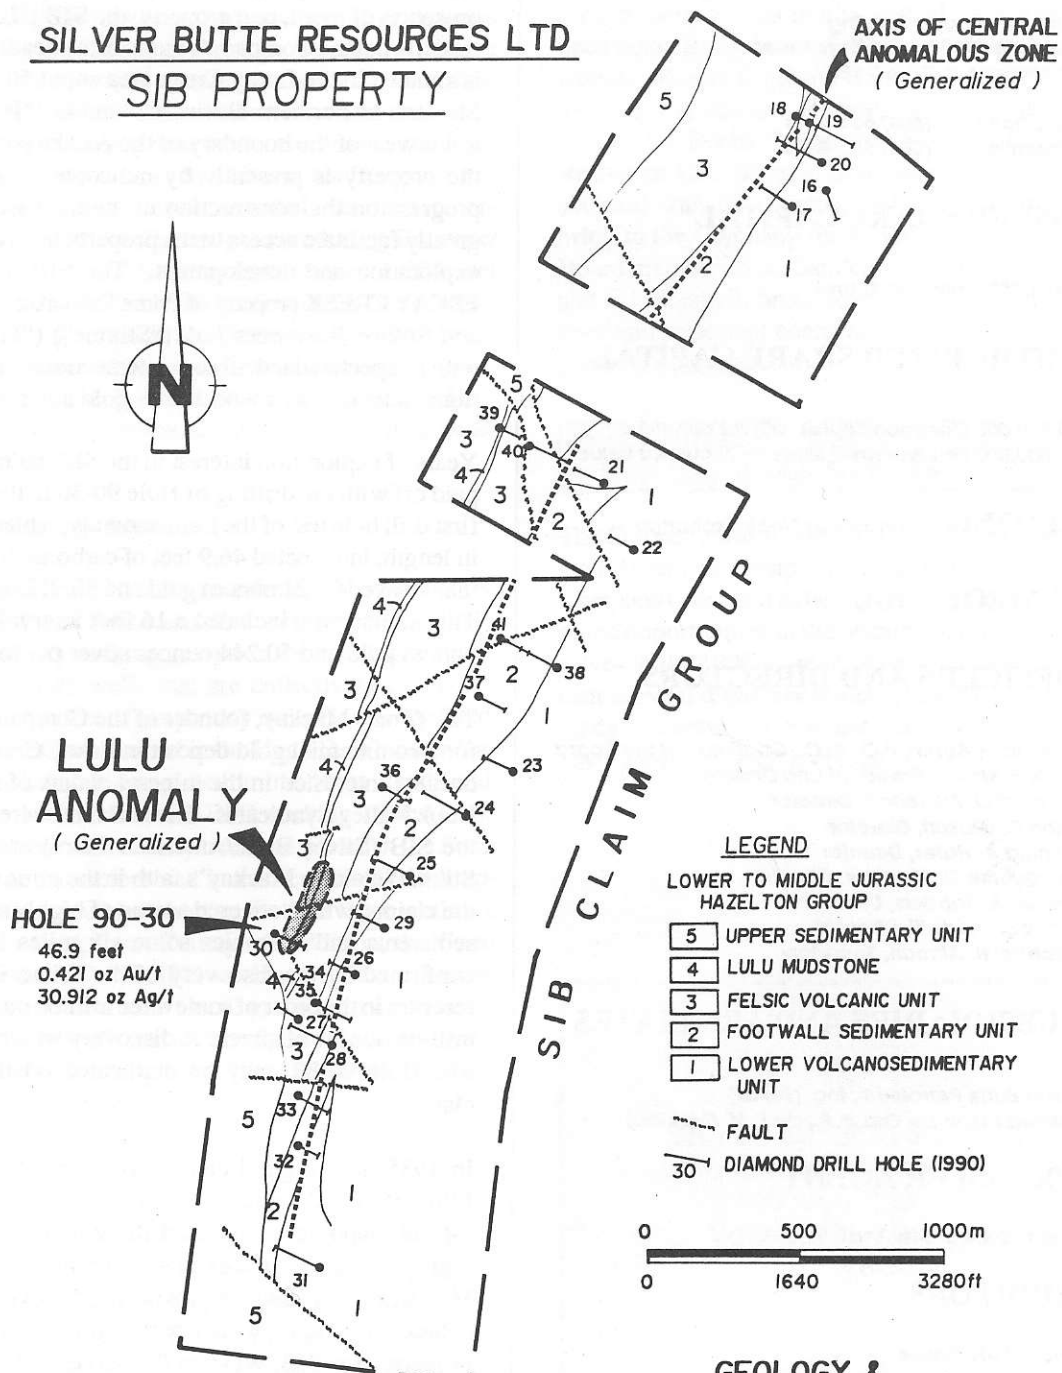 SILVER BUTTE RESOURCES LTD
SIB PROPERTY
AXIS OF CENTRAL
ANOMALOUS ZONE
( Generalized )
5
18
19
3
20
16
17
2
1
N
5
39
3
40
21
1
3
2
22
4
3
41
2
38
3
37
1
4
23
LULU
ANOMALY
( Generalized )
36
3
24
2
3
25
HOLE 90-30
46.9 feet
0.421 oz Au/t
30.912 oz Ag/t
30
29
26
34
4
35
1
27
3
28
5
33
32
1
2
31
5
1
SIB CLAIM GROUP
LEGEND
LOWER TO MIDDLE JURASSIC
HAZELTON GROUP
5 UPPER SEDIMENTARY UNIT
4 LULU MUDSTONE
3 FELSIC VOLCANIC UNIT
2 FOOTWALL SEDIMENTARY UNIT
1 LOWER VOLCANOSEDIMENTARY
UNIT
FAULT
30 DIAMOND DRILL HOLE (1990)
0 500 1000m
0 1640 3280ft
GEOLOGY &